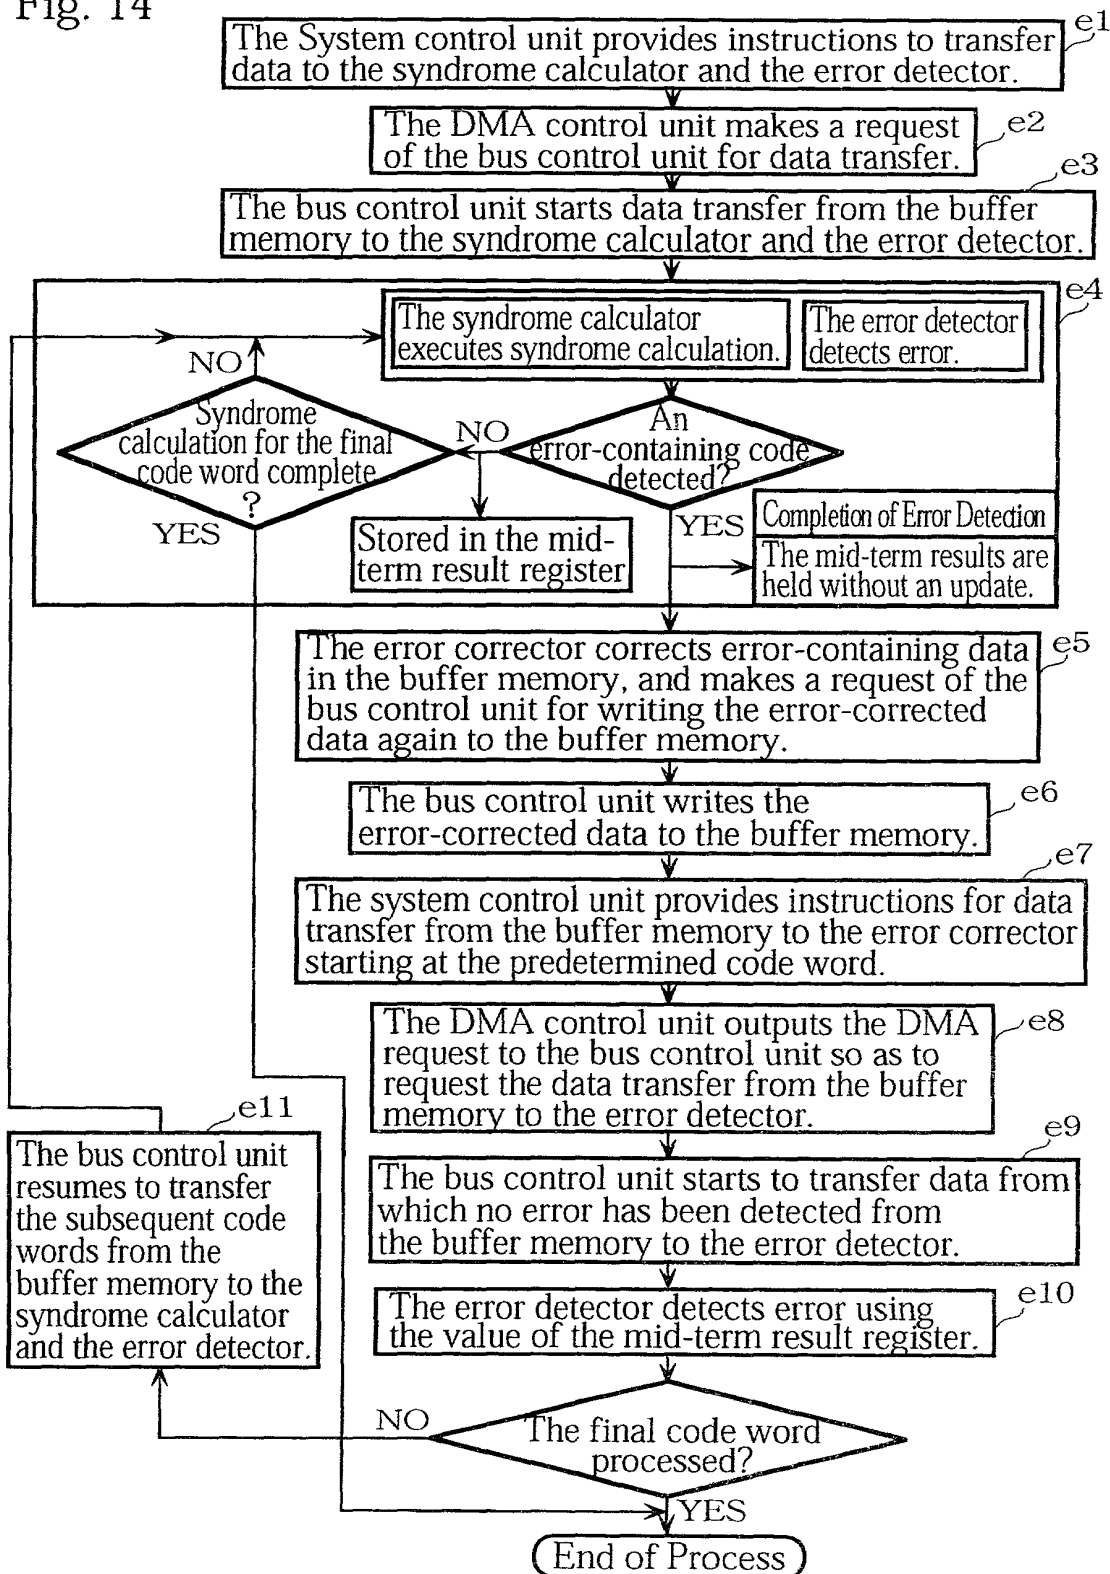 Fig. 14
The System control unit provides instructions to transfer
data to the syndrome calculator and the error detector.
e1
The DMA control unit makes a request
of the bus control unit for data transfer.
e2
The bus control unit starts data transfer from the buffer
memory to the syndrome calculator and the error detector.
e3
e4
The syndrome calculator
executes syndrome calculation.
The error detector
detects error.
NO
Syndrome
calculation for the final
code word complete
?
YES
NO
An
error-containing code
detected?
YES
Stored in the mid-
term result register
Completion of Error Detection
The mid-term results are
held without an update.
The error corrector corrects error-containing data
in the buffer memory, and makes a request of the
bus control unit for writing the error-corrected
data again to the buffer memory.
e5
The bus control unit writes the
error-corrected data to the buffer memory.
e6
The system control unit provides instructions for data
transfer from the buffer memory to the error corrector
starting at the predetermined code word.
e7
The DMA control unit outputs the DMA
request to the bus control unit so as to
request the data transfer from the buffer
memory to the error detector.
e8
The bus control unit starts to transfer data from
which no error has been detected from
the buffer memory to the error detector.
e9
The error detector detects error using
the value of the mid-term result register.
e10
e11
The bus control unit
resumes to transfer
the subsequent code
words from the
buffer memory to the
syndrome calculator
and the error detector.
NO
The final code word
processed?
YES
End of Process